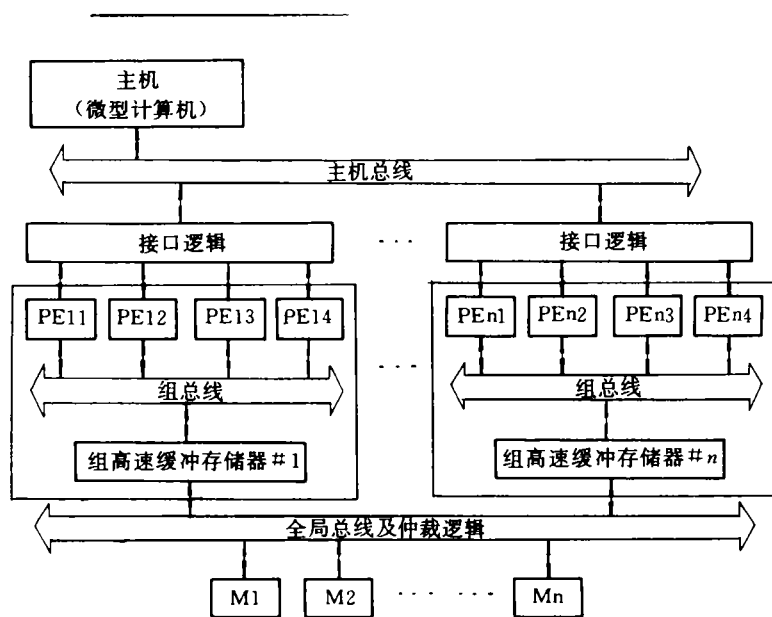 主机
(微型计算机)
主机总线
接口逻辑 ··· 接口逻辑
PE11 PE12 PE13 PE14 PEn1 PEn2 PEn3 PEn4
···
组总线 组总线
组高速缓冲存储器#1 组高速缓冲存储器#n
全局总线及仲裁逻辑
M1 M2 ··· ··· Mn